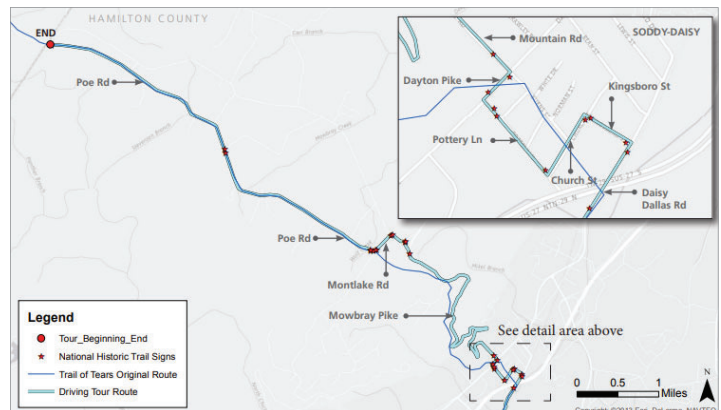 HAMILTON COUNTY
END
Poe Rd
Poe Rd
Montlake Rd
Mowbray Pike
See detail area above
SODDY-DAISY
Mountain Rd
Dayton Pike
Kingsboro St
Pottery Ln
Church St
Daisy
Dallas Rd
Legend
Tour_Beginning_End
National Historic Trail Signs
Trail of Tears Original Route
Driving Tour Route
N
0 0.5 1
Miles